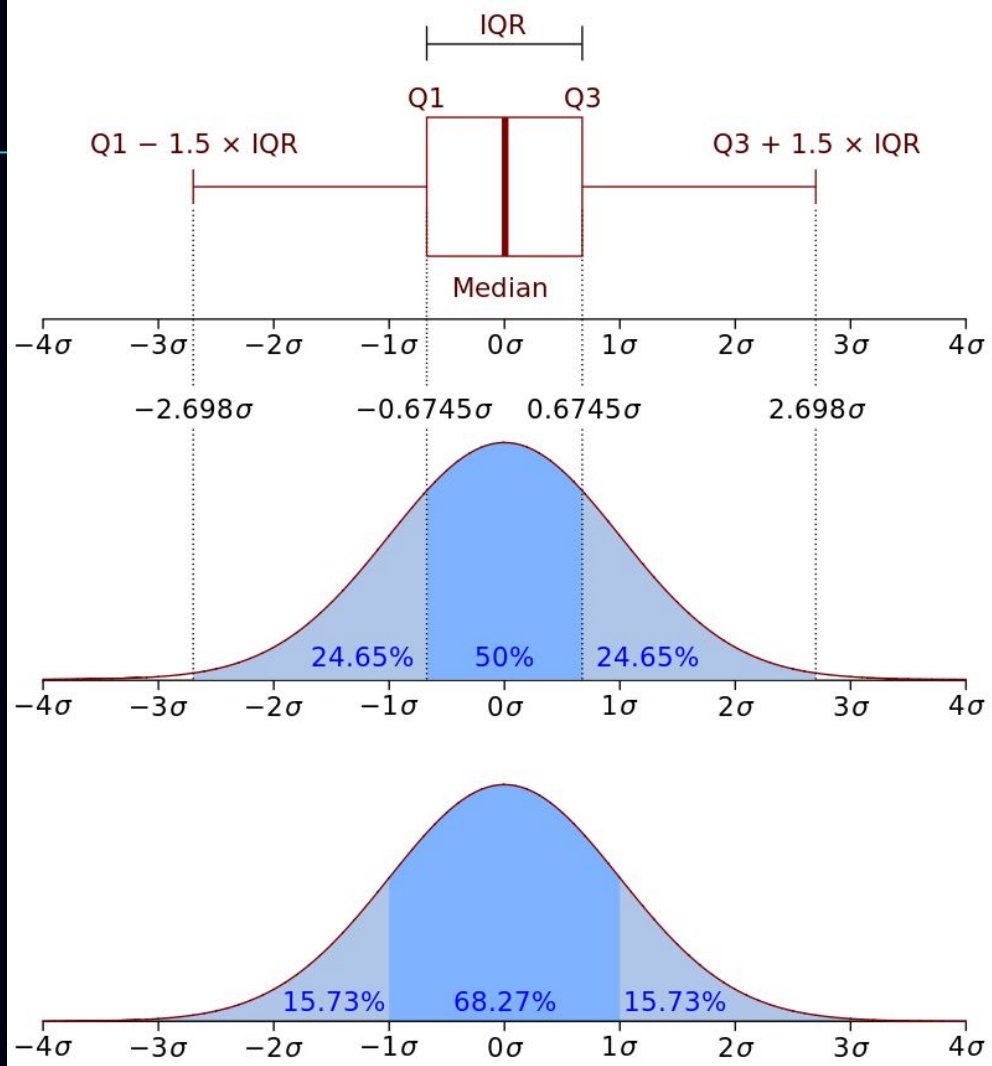 IQR
Q1 Q3
Q1 − 1.5 × IQR Q3 + 1.5 × IQR
Median
−4σ −3σ −2σ −1σ 0σ 1σ 2σ 3σ 4σ
−2.698σ −0.6745σ 0.6745σ 2.698σ
24.65% 50% 24.65%
−4σ −3σ −2σ −1σ 0σ 1σ 2σ 3σ 4σ
15.73% 68.27% 15.73%
−4σ −3σ −2σ −1σ 0σ 1σ 2σ 3σ 4σ